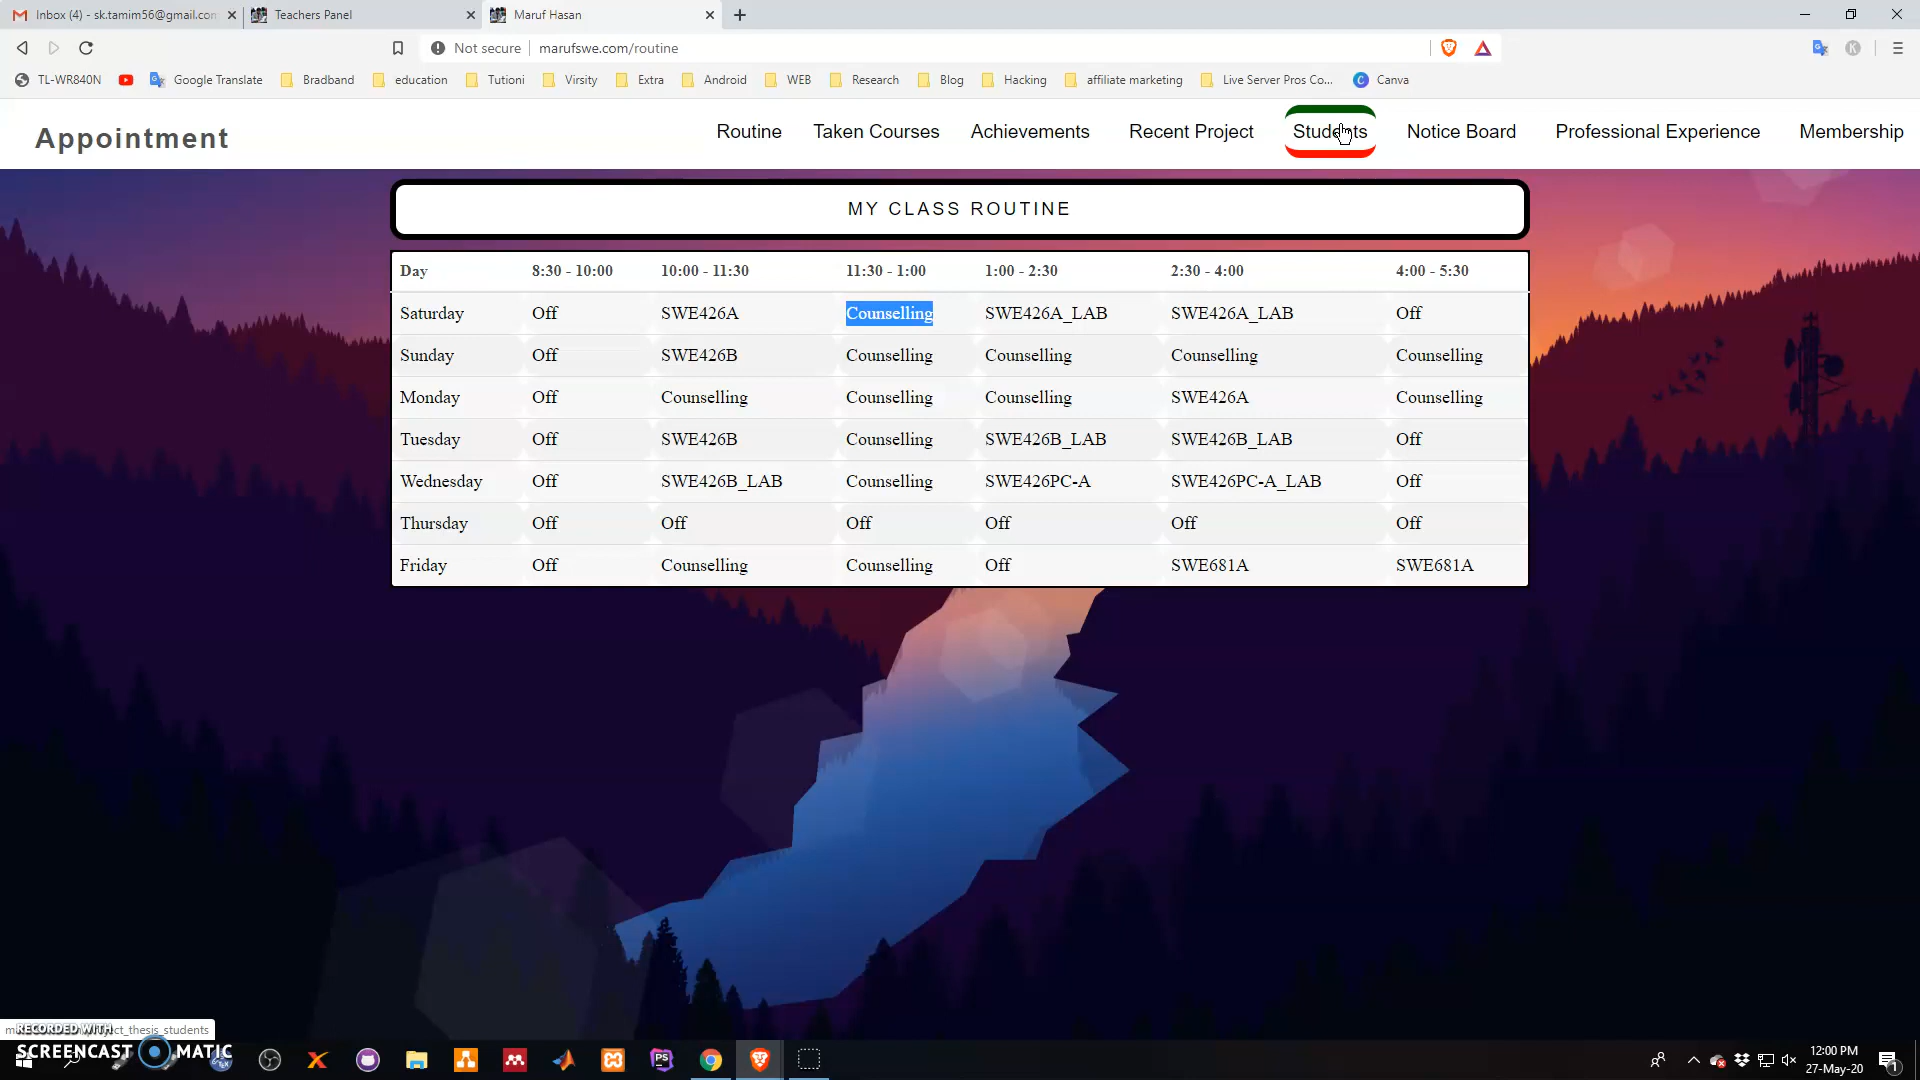 Inbox (4) - sk.tamim56@gmail.com
Teachers Panel
Maruf Hasan
Not secure
marufswe.com/routine
TL-WR840N
Google Translate
Bradband
education
Tutioni
Virsity
Extra
Android
WEB
Research
Blog
Hacking
affiliate marketing
Live Server Pros Co...
Canva
Appointment
Routine
Taken Courses
Achievements
Recent Project
Students
Notice Board
Professional Experience
Membership
MY CLASS ROUTINE
Day 8:30 - 10:00 10:00 - 11:30 11:30 - 1:00 1:00 - 2:30 2:30 - 4:00 4:00 - 5:30
Saturday Off SWE426A Counselling SWE426A_LAB SWE426A_LAB Off
Sunday Off SWE426B Counselling Counselling Counselling Counselling
Monday Off Counselling Counselling Counselling SWE426A Counselling
Tuesday Off SWE426B Counselling SWE426B_LAB SWE426B_LAB Off
Wednesday Off SWE426B_LAB Counselling SWE426PC-A SWE426PC-A_LAB Off
Thursday Off Off Off Off Off Off
Friday Off Counselling Counselling Off SWE681A SWE681A
thesis_students
RECORDED WITH
SCREENCAST MATIC
PS
12:00 PM
27-May-20
1